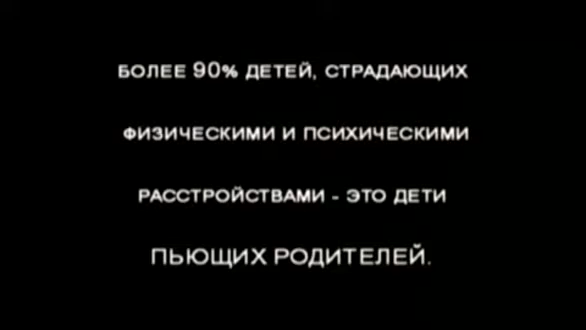 БОЛЕЕ 90% ДЕТЕЙ, СТРАДАЮЩИХ
ФИЗИЧЕСКИМИ И ПСИХИЧЕСКИМИ
РАССТРОЙСТВАМИ - ЭТО ДЕТИ
ПЬЮЩИХ РОДИТЕЛЕЙ.